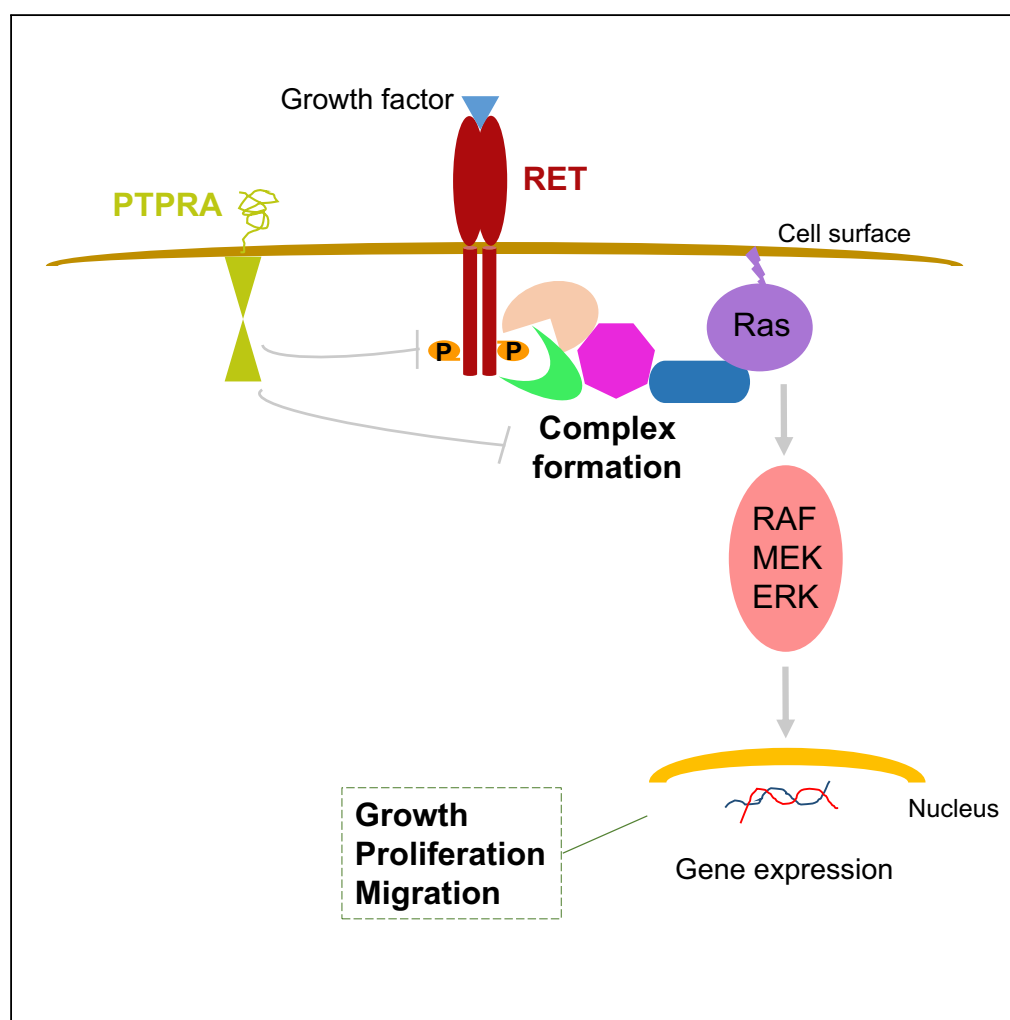 Growth factor
RET
PTPRA
Cell surface
Ras
P
P
Complex
formation
RAF
MEK
ERK
Growth
Proliferation
Migration
Nucleus
Gene expression